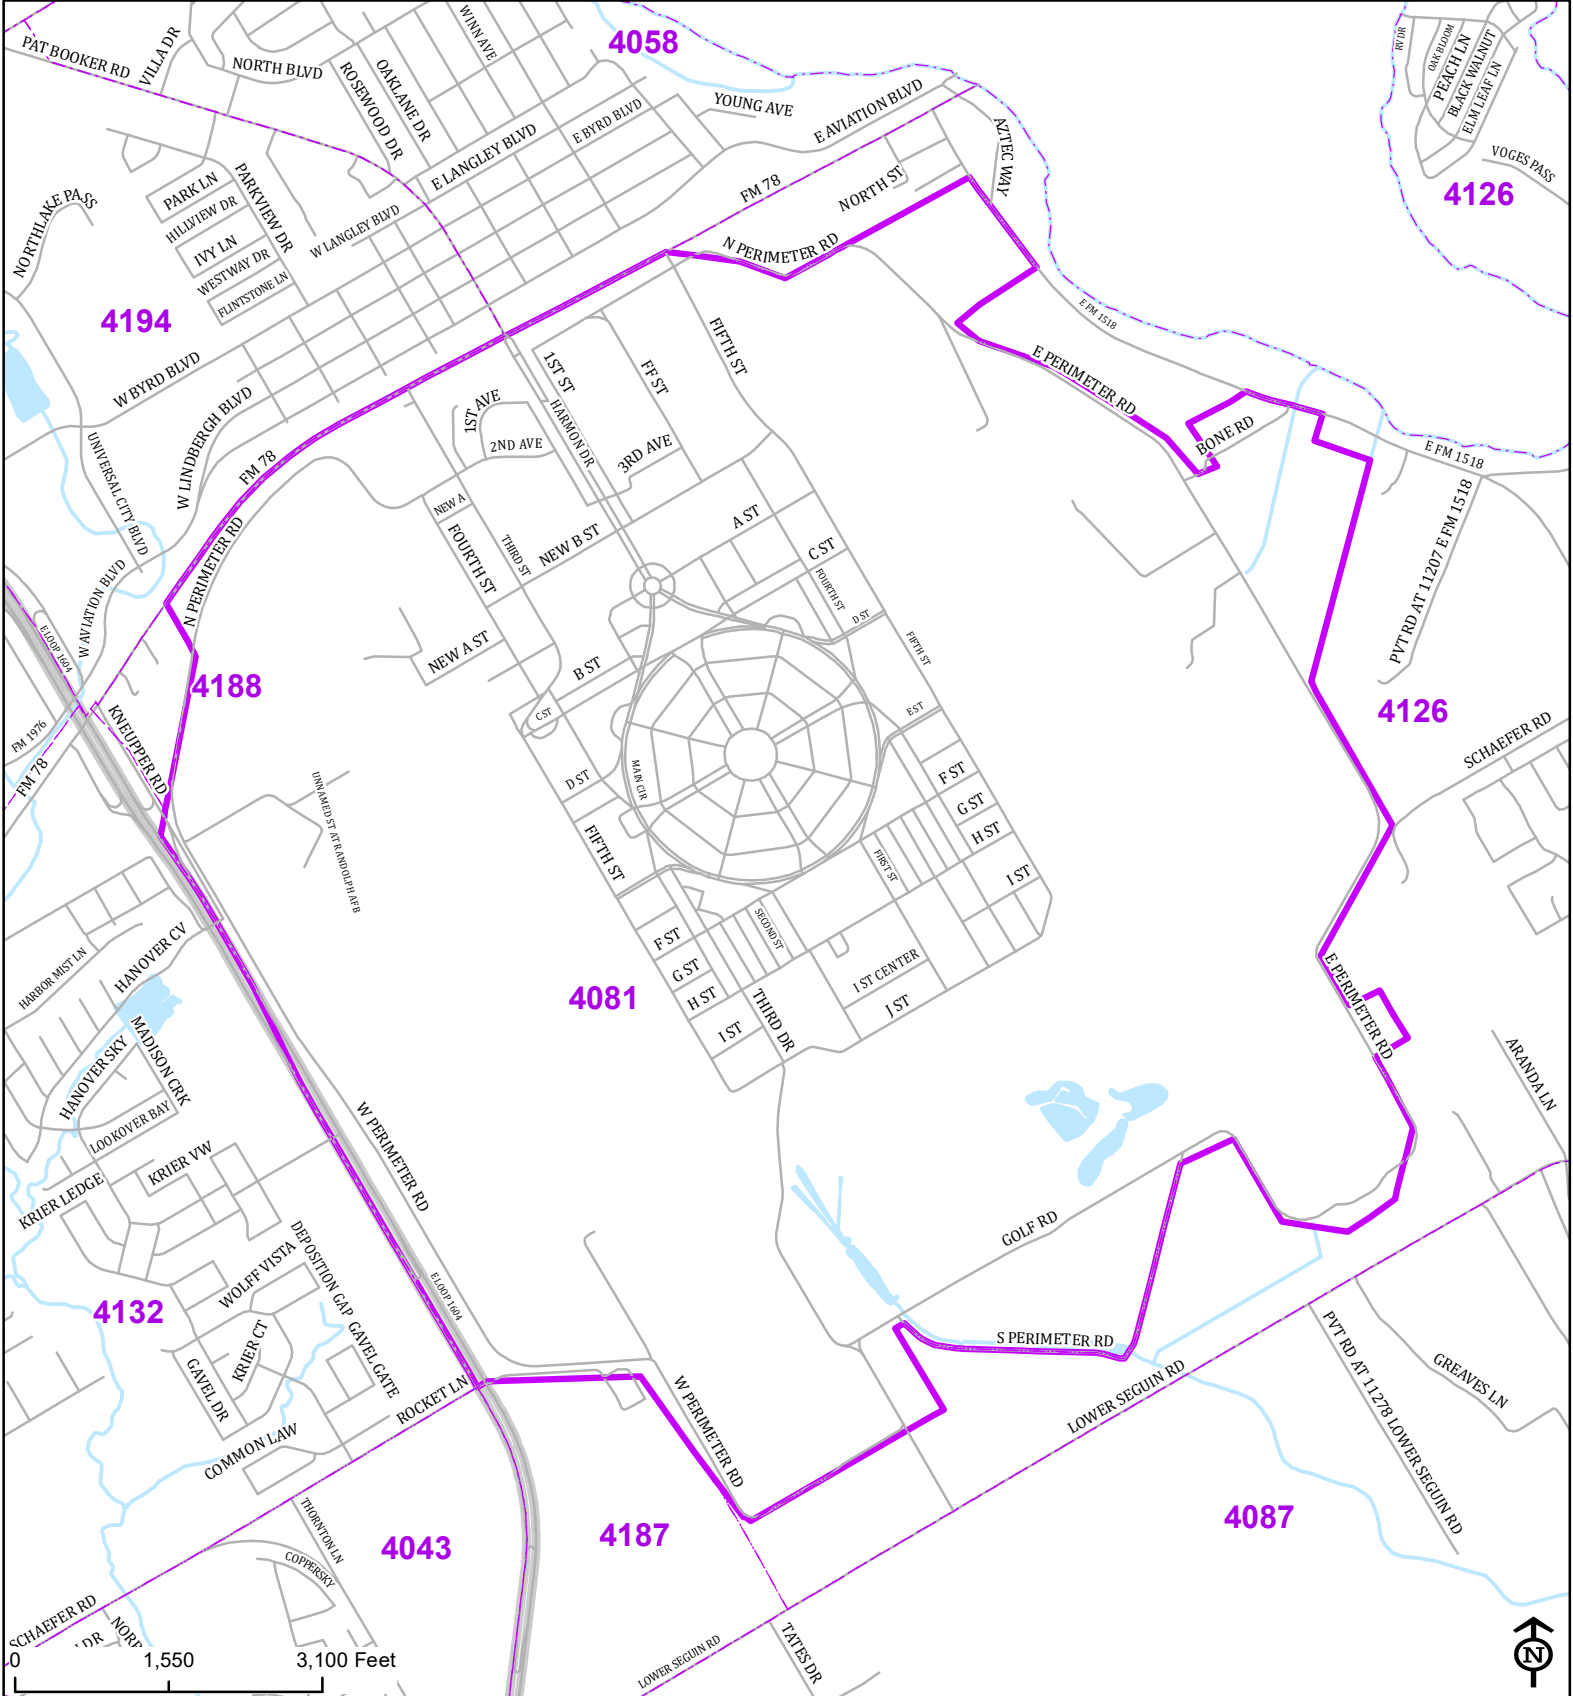 4058
WINN AVE
VILLA DR
PAT BOOKER RD
NORTH BLVD
OAKLANE DR
ROSEWOOD DR
YOUNG AVE
E BYRD BLVD
E AVIATION BLVD
E LANGLEY BLVD
AZTEC WAY
RV DR
OAK BLOOM
PEACH LN
BLACK WALNUT
ELM LEAF LN
VOGES PASS
4126
PARK LN
PARKVIEW DR
HILLVIEW DR
IVY LN
WESTWAY DR
FLINTSTONE LN
W LANGLEY BLVD
NORTHLAKE PASS
FM 78
NORTH ST
N PERIMETER RD
4194
E FM 1518
W BYRD BLVD
FIFTH ST
FF ST
1ST ST
HARMON DR
1ST AVE
2ND AVE
3RD AVE
E PERIMETER RD
BONE RD
E FM 1518
W LINDBERGH BLVD
UNIVERSAL CITY BLVD
FM 78
N PERIMETER RD
W AVIATION BLVD
NEW A
FOURTH ST
THIRD ST
NEW B ST
A ST
C ST
FOURTH ST
D ST
FIFTH ST
PVT RD AT 11207 E FM 1518
E LOOP 1604
NEW A ST
B ST
4188
C ST
E ST
4126
SCHAEFER RD
FM 1976
FM 78
KNEUPPER RD
UNNAMED ST AT RANDOLPH AFB
D ST
MAIN CIR
F ST
G ST
H ST
I ST
FIFTH ST
FIRST ST
SECOND ST
F ST
G ST
H ST
I ST
THIRD DR
I ST CENTER
J ST
4081
E PERIMETER RD
HARBOR MIST LN
HANOVER CV
HANOVER SKY
MADISON CRK
LOOKOVER BAY
KRIER VW
KRIER LEDGE
W PERIMETER RD
ARANDA LN
GOLF RD
DEPOSITION GAP
WOLFF VISTA
E LOOP 1604
4132
KRIER CT
GAVEL DR
GAVEL GATE
ROCKET LN
COMMON LAW
S PERIMETER RD
W PERIMETER RD
LOWER SEGUIN RD
PVT RD AT 11278 LOWER SEGUIN RD
GREAVES LN
4087
4187
4043
THORNTON LN
COPPERSKY
SCHAEFER RD
LOWER SEGUIN RD
TATES DR
0
1,550
3,100 Feet
N